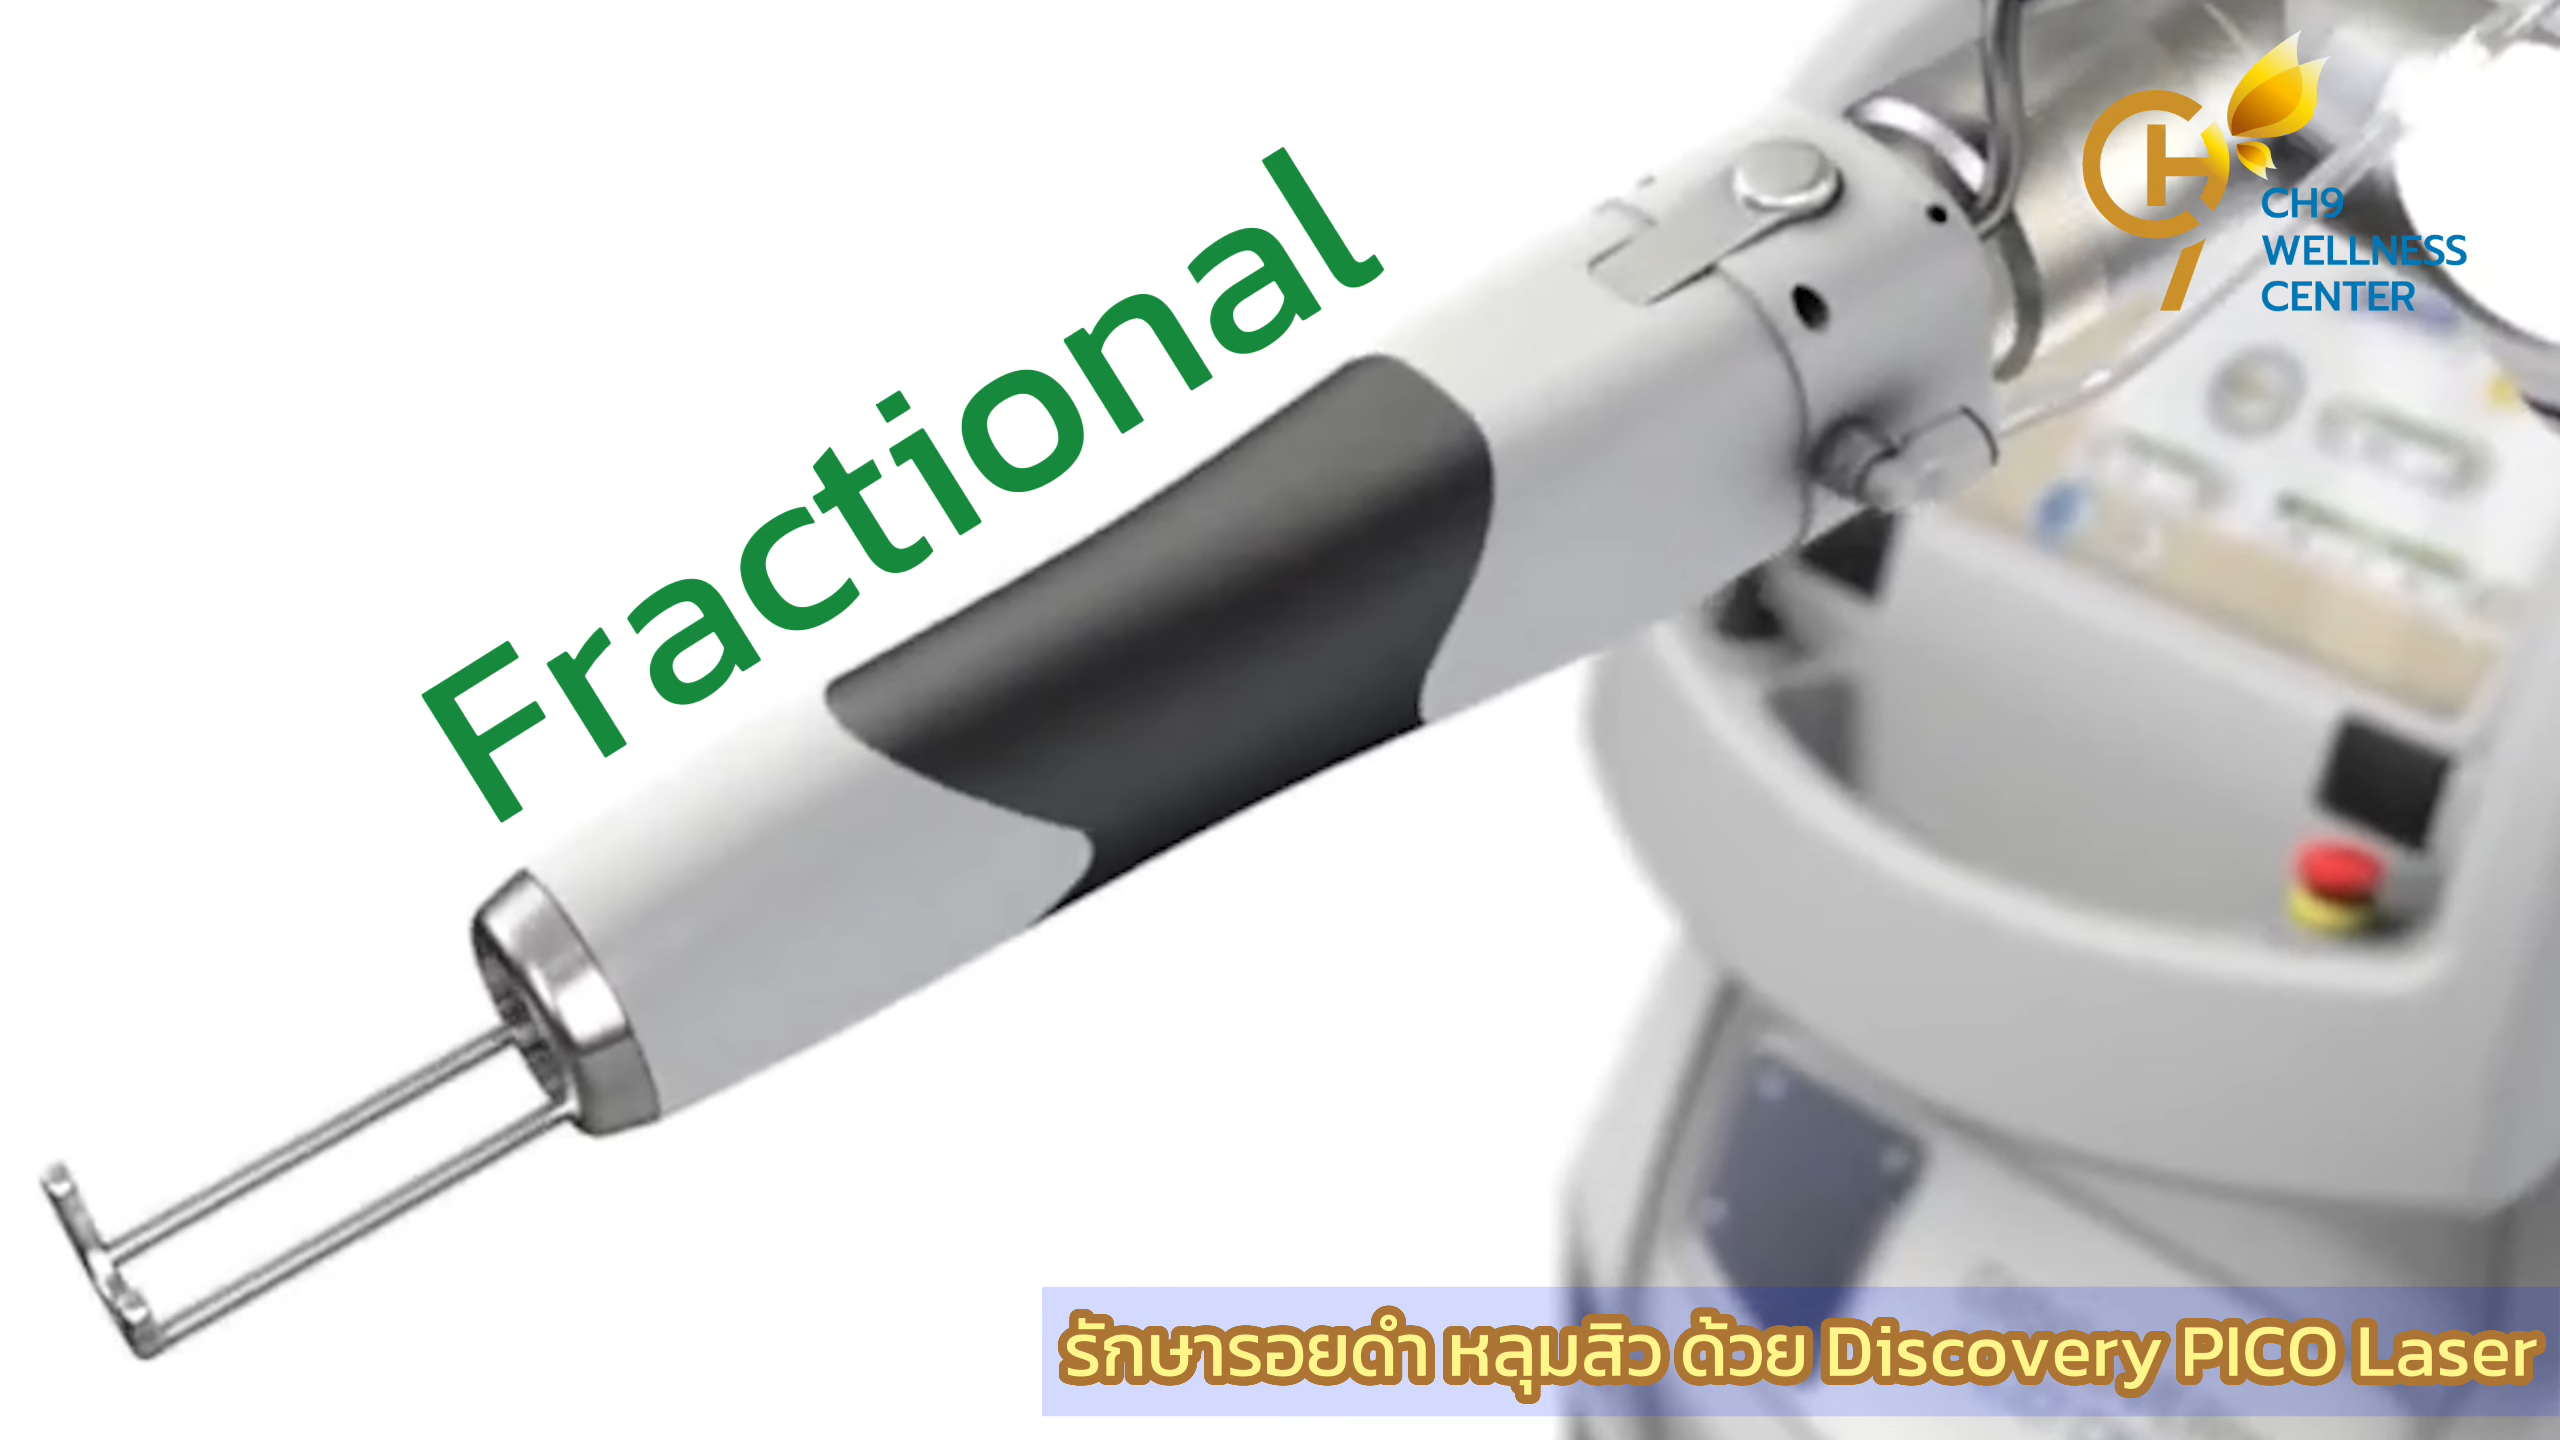 Fractional
CH9
WELLNESS
CENTER
รักษารอยดำ หลุมสิว ด้วย Discovery PICO Laser